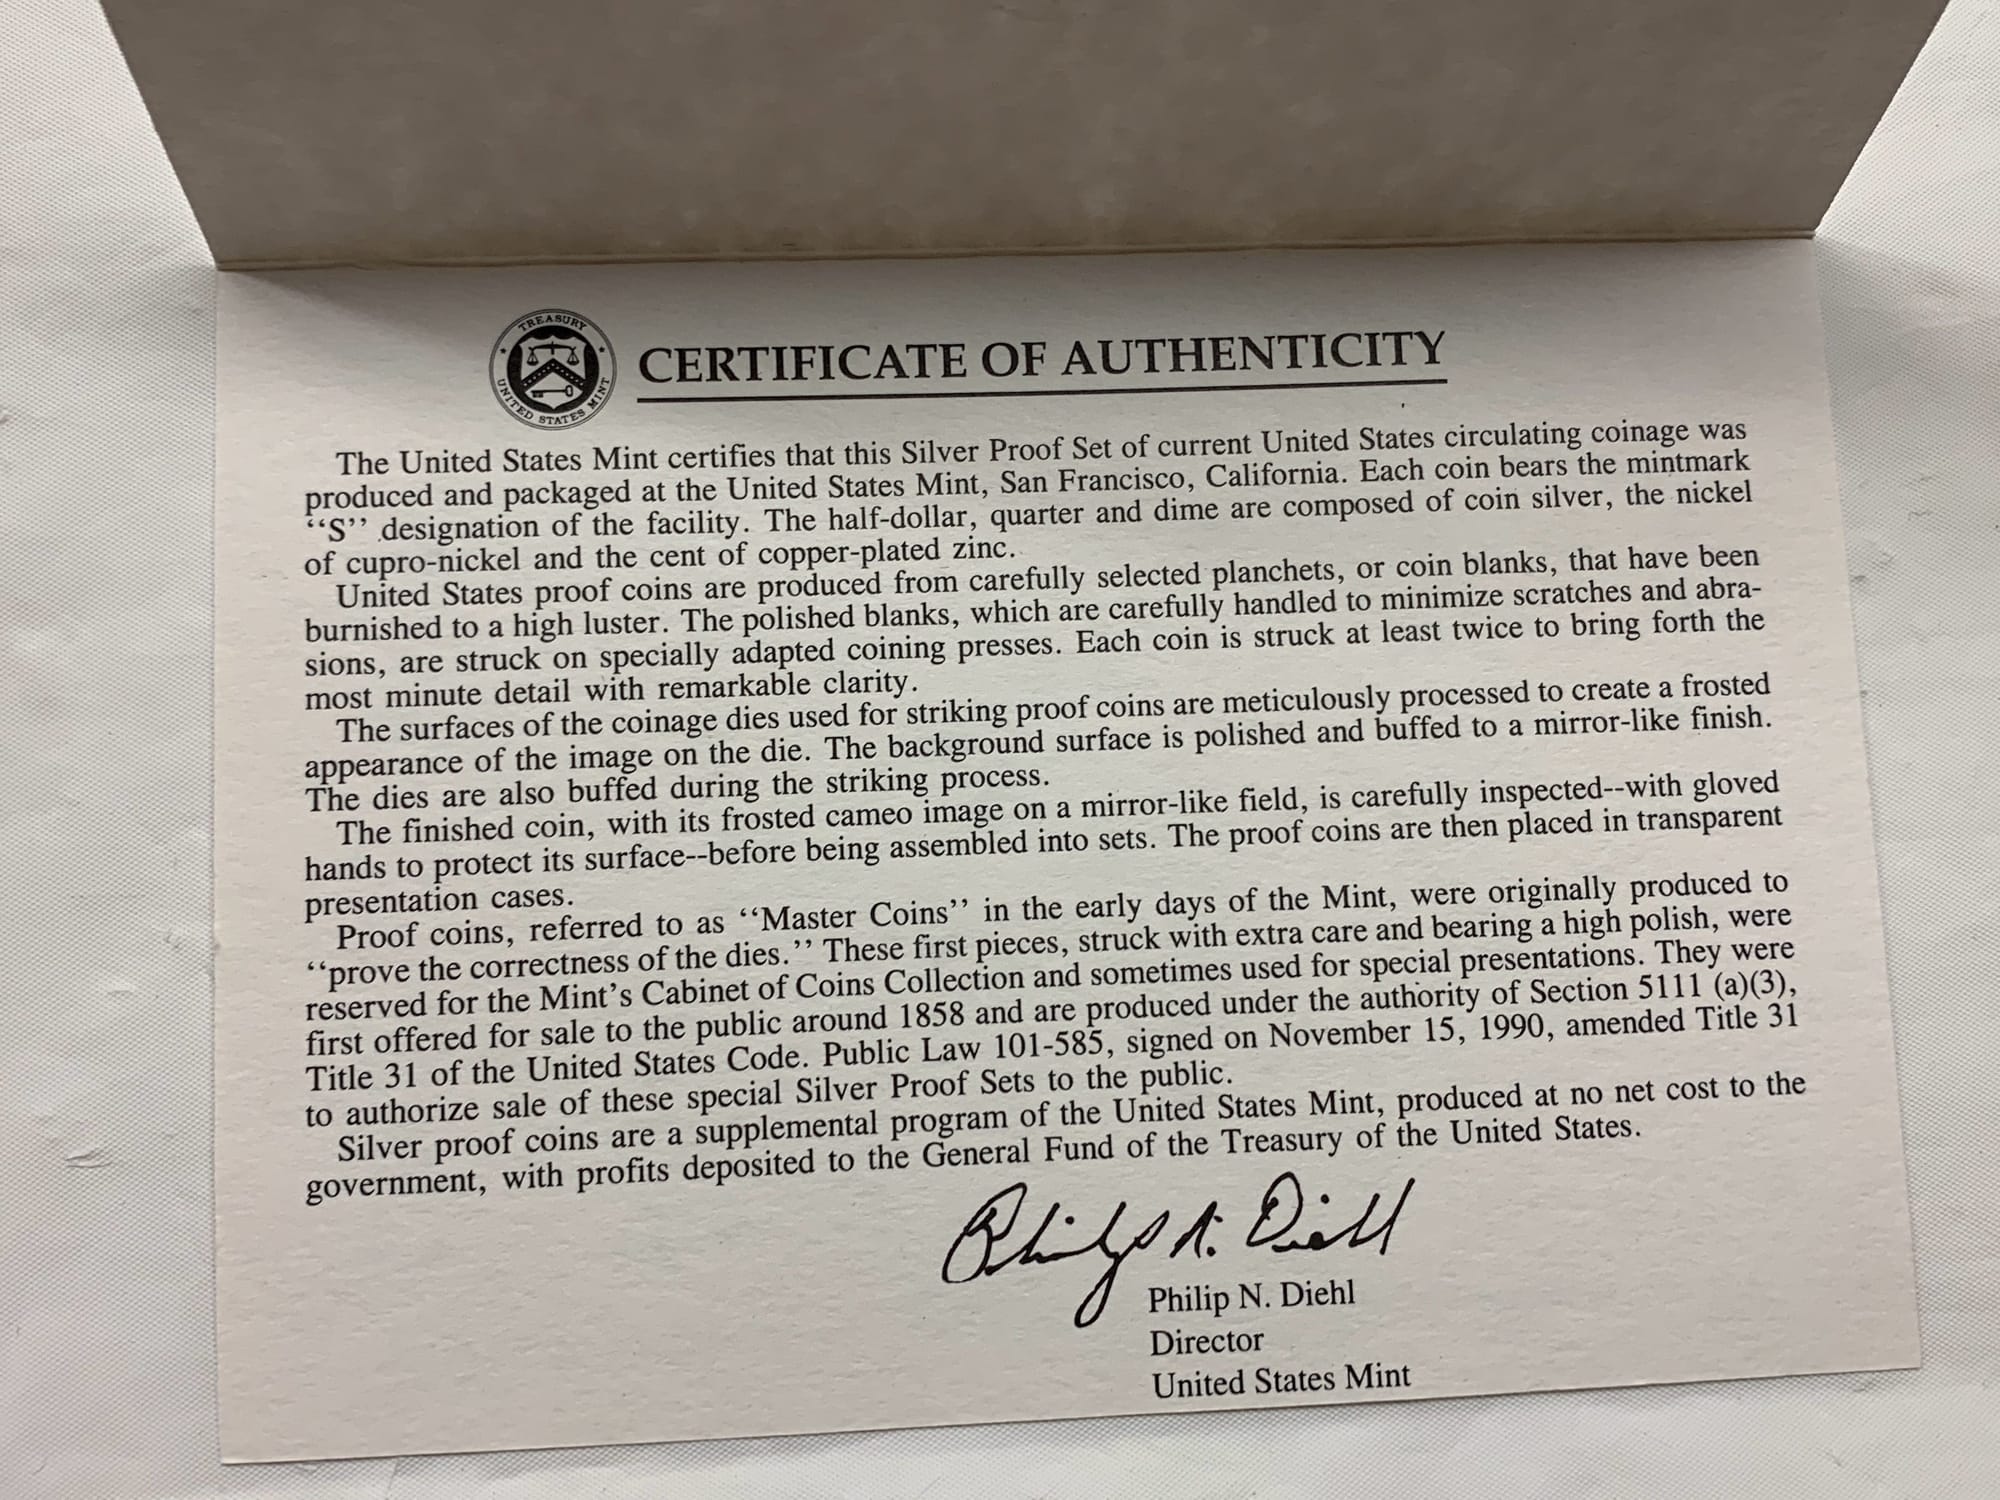 TREASURY
UNITED STATES MINT
CERTIFICATE OF AUTHENTICITY
The United States Mint certifies that this Silver Proof Set of current United States circulating coinage was
produced and packaged at the United States Mint, San Francisco, California. Each coin bears the mintmark
‘‘S’’ designation of the facility. The half-dollar, quarter and dime are composed of coin silver, the nickel
of cupro-nickel and the cent of copper-plated zinc.
United States proof coins are produced from carefully selected planchets, or coin blanks, that have been
burnished to a high luster. The polished blanks, which are carefully handled to minimize scratches and abra-
sions, are struck on specially adapted coining presses. Each coin is struck at least twice to bring forth the
most minute detail with remarkable clarity.
The surfaces of the coinage dies used for striking proof coins are meticulously processed to create a frosted
appearance of the image on the die. The background surface is polished and buffed to a mirror-like finish.
The dies are also buffed during the striking process.
The finished coin, with its frosted cameo image on a mirror-like field, is carefully inspected--with gloved
hands to protect its surface--before being assembled into sets. The proof coins are then placed in transparent
presentation cases.
Proof coins, referred to as ‘‘Master Coins’’ in the early days of the Mint, were originally produced to
‘‘prove the correctness of the dies.’’ These first pieces, struck with extra care and bearing a high polish, were
reserved for the Mint’s Cabinet of Coins Collection and sometimes used for special presentations. They were
first offered for sale to the public around 1858 and are produced under the authority of Section 5111 (a)(3),
Title 31 of the United States Code. Public Law 101-585, signed on November 15, 1990, amended Title 31
to authorize sale of these special Silver Proof Sets to the public.
Silver proof coins are a supplemental program of the United States Mint, produced at no net cost to the
government, with profits deposited to the General Fund of the Treasury of the United States.
Philip N. Diehl
Philip N. Diehl
Director
United States Mint